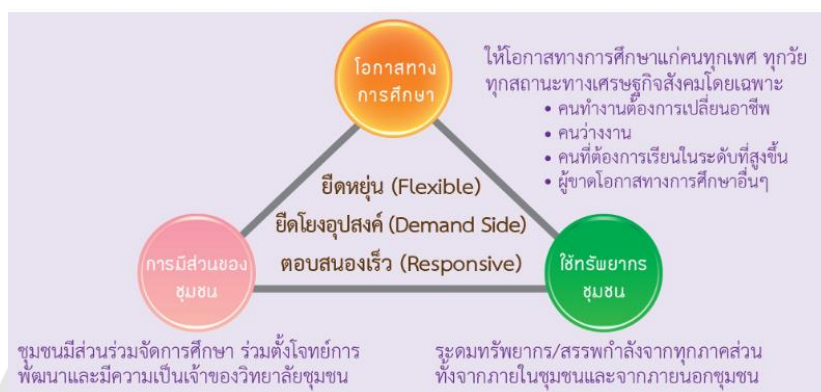 โอกาสทาง
การศึกษา
ให้โอกาสทางการศึกษาแก่คนทุกเพศ ทุกวัย
ทุกสถานะทางเศรษฐกิจสังคมโดยเฉพาะ
• คนทำงานต้องการเปลี่ยนอาชีพ
• คนว่างงาน
• คนที่ต้องการเรียนในระดับที่สูงขึ้น
• ผู้ขาดโอกาสทางการศึกษาอื่นๆ
ยืดหยุ่น (Flexible)
ยึดโยงอุปสงค์ (Demand Side)
ตอบสนองเร็ว (Responsive)
การมีส่วนของ
ชุมชน
ใช้ทรัพยากร
ชุมชน
ชุมชนมีส่วนร่วมจัดการศึกษา ร่วมตั้งโจทย์การ
พัฒนาและมีความเป็นเจ้าของวิทยาลัยชุมชน
ระดมทรัพยากร/สรรพกำลังจากทุกภาคส่วน
ทั้งจากภายในชุมชนและจากภายนอกชุมชน